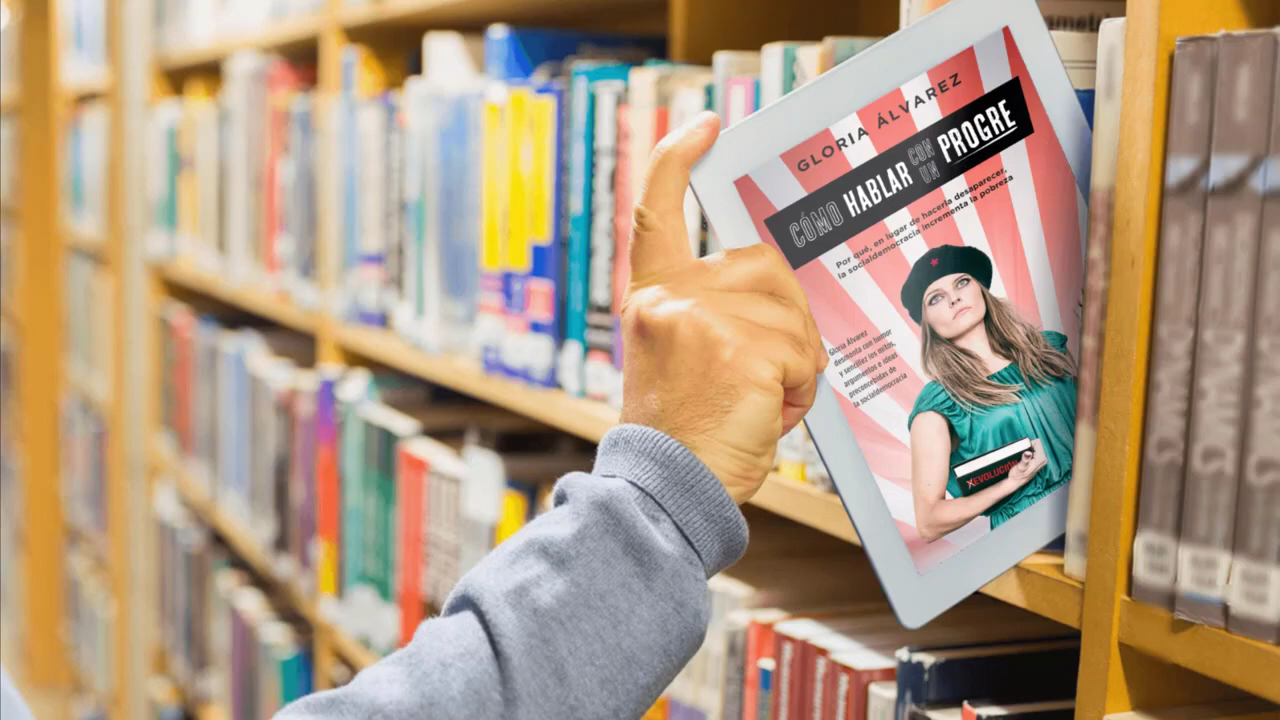 GLORIA ÁLVAREZ
CÓMO HABLAR CON UN PROGRE
Por qué, en lugar de hacerla desaparecer,
la socialdemocracia incrementa la pobreza
Gloria Álvarez
desmonta con humor
y sencillez los mitos,
argumentos e ideas
preconcebidas de
la socialdemocracia
XEVOLUCIÓN